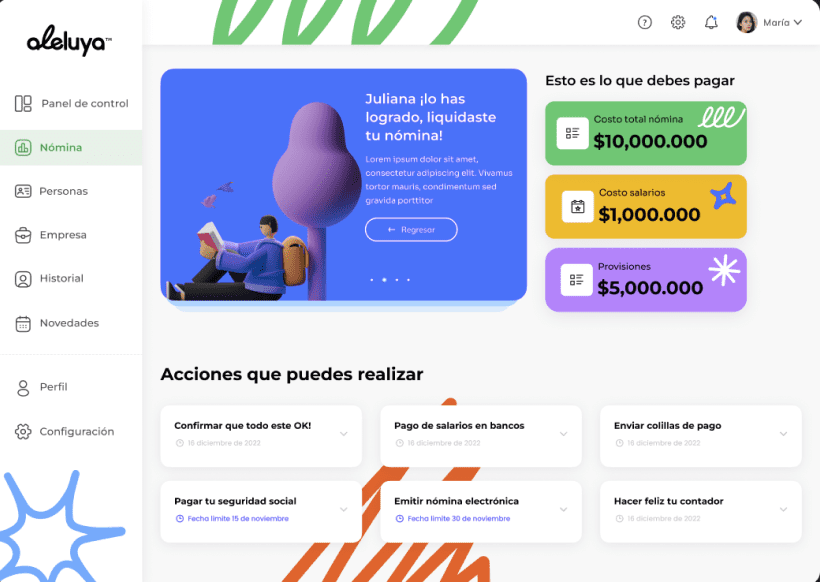 aleluya™
María
Panel de control
Nómina
Personas
Empresa
Historial
Novedades
Perfil
Configuración
Juliana ¡lo has
logrado, liquidaste
tu nómina!
Lorem ipsum dolor sit amet,
consectetur adipiscing elit. Vivamus
tortor mauris, condimentum sed
gravida porttitor
← Regresor
Esto es lo que debes pagar
Costo total nómina
$10,000.000
Costo salarios
$1,000.000
Provisiones
$5,000.000
Acciones que puedes realizar
Confirmar que todo este OK!
16 diciembre de 2022
Pago de salarios en bancos
16 diciembre de 2022
Enviar colillas de pago
16 diciembre de 2022
Pagar tu seguridad social
Fecha límite 15 de noviembre
Emitir nómina electrónica
Fecha límite 30 de noviembre
Hacer feliz tu contador
16 diciembre de 2022